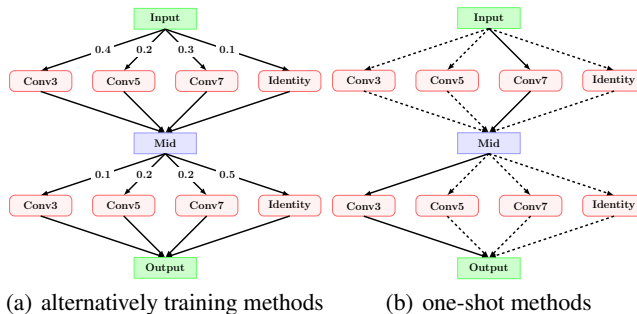 Input Input
0.4 0.2 0.3 0.1
Conv3 Conv5 Conv7 Identity Conv3 Conv5 Conv7 Identity
Mid Mid
0.1 0.2 0.2 0.5
Conv3 Conv5 Conv7 Identity Conv3 Conv5 Conv7 Identity
Output Output
(a) alternatively training methods (b) one-shot methods